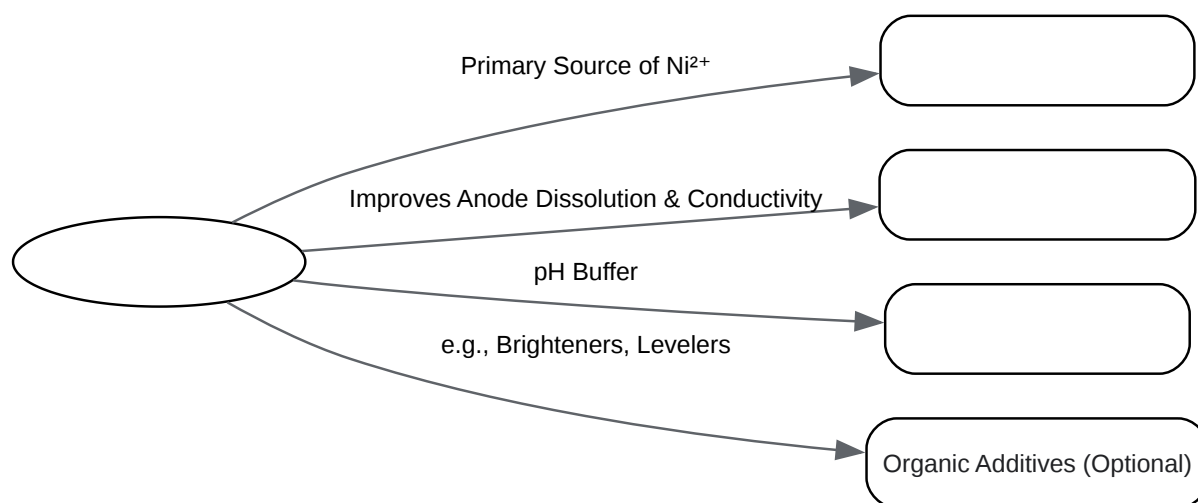 Primary Source of Ni²⁺
Improves Anode Dissolution & Conductivity
pH Buffer
e.g., Brighteners, Levelers
Organic Additives (Optional)